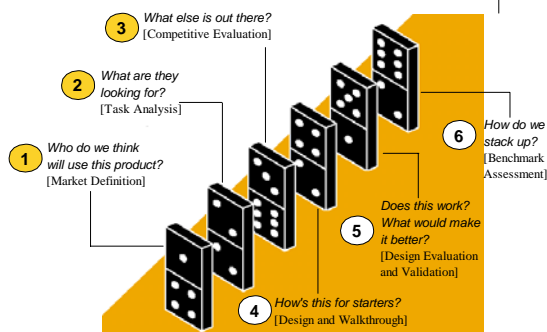 1
Who do we think
will use this product?
[Market Definition]
2
What are they
looking for?
[Task Analysis]
3
What else is out there?
[Competitive Evaluation]
4
How's this for starters?
[Design and Walkthrough]
5
Does this work?
What would make
it better?
[Design Evaluation
and Validation]
6
How do we
stack up?
[Benchmark
Assessment]